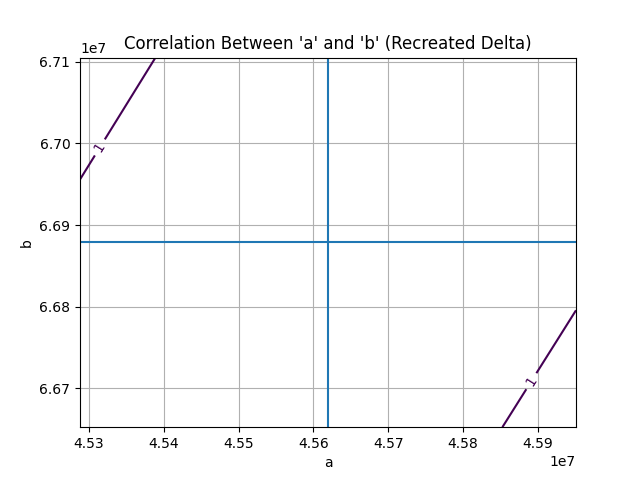 Correlation Between 'a' and 'b' (Recreated Delta)
1e7
6.71
6.70
6.69
6.68
6.67
b
1
1
4.53 4.54 4.55 4.56 4.57 4.58 4.59
a
1e7